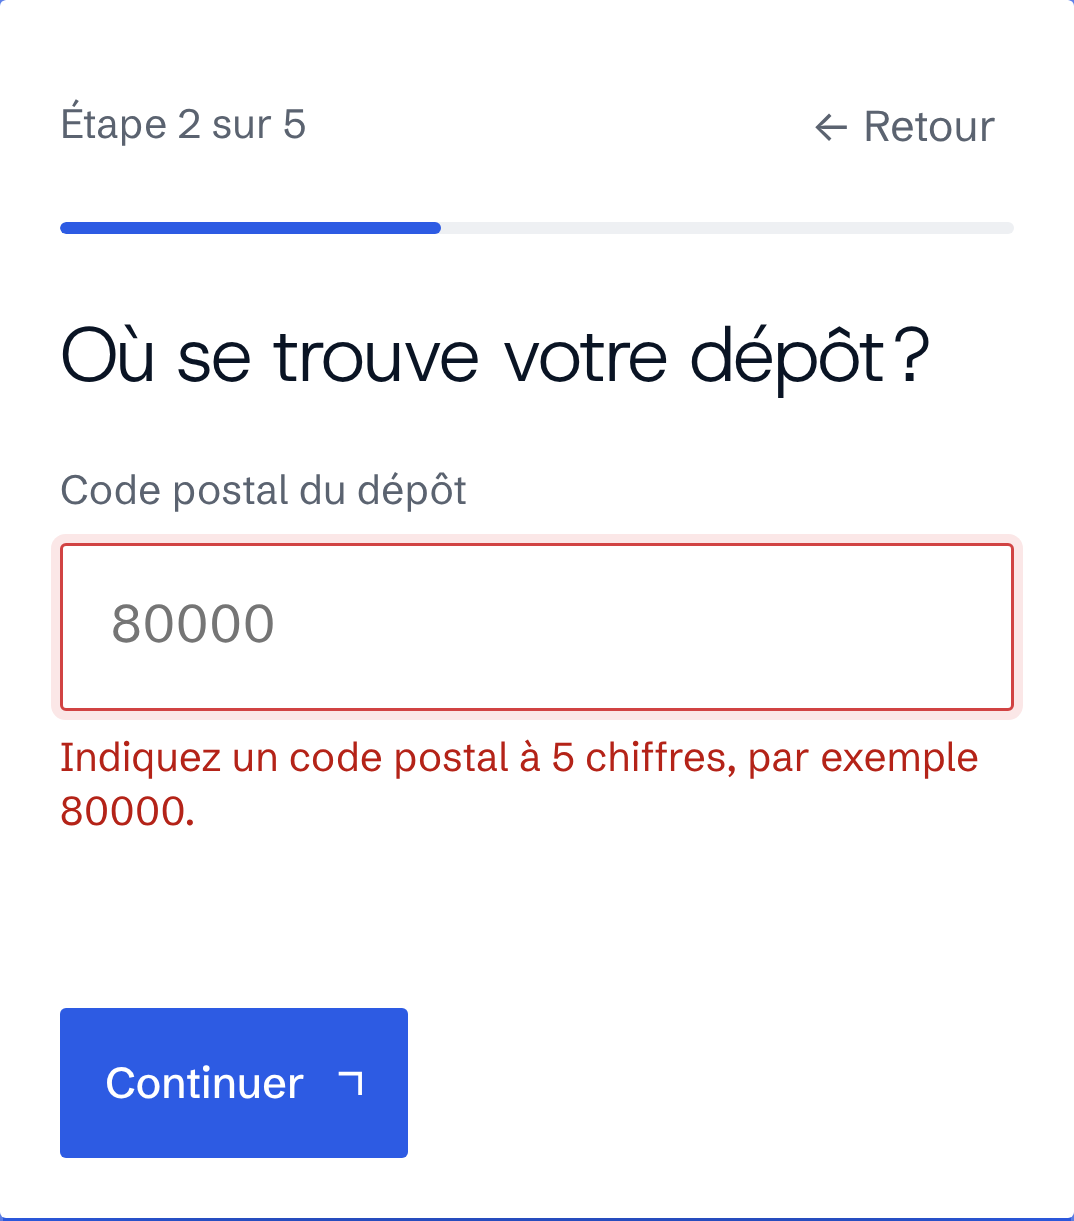 Étape 2 sur 5
← Retour
Où se trouve votre dépôt ?
Code postal du dépôt
80000
Indiquez un code postal à 5 chiffres, par exemple
80000.
Continuer